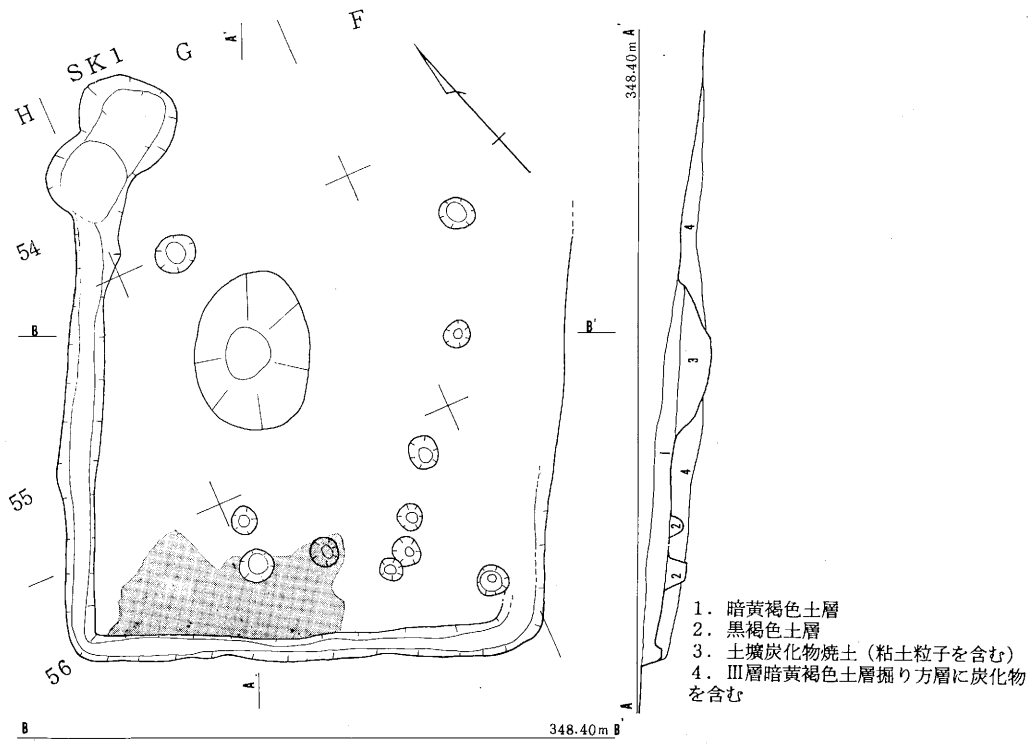 F
A'
G
SK1
H
348.40m A'
54
4
B
B'
3
1
4
55
2
2
1. 暗黄褐色土層
2. 黒褐色土層
3. 土壙炭化物焼土(粘土粒子を含む)
4. Ⅲ層暗黄褐色土層掘り方層に炭化物
を含む
56
A
A
B
348.40m B'